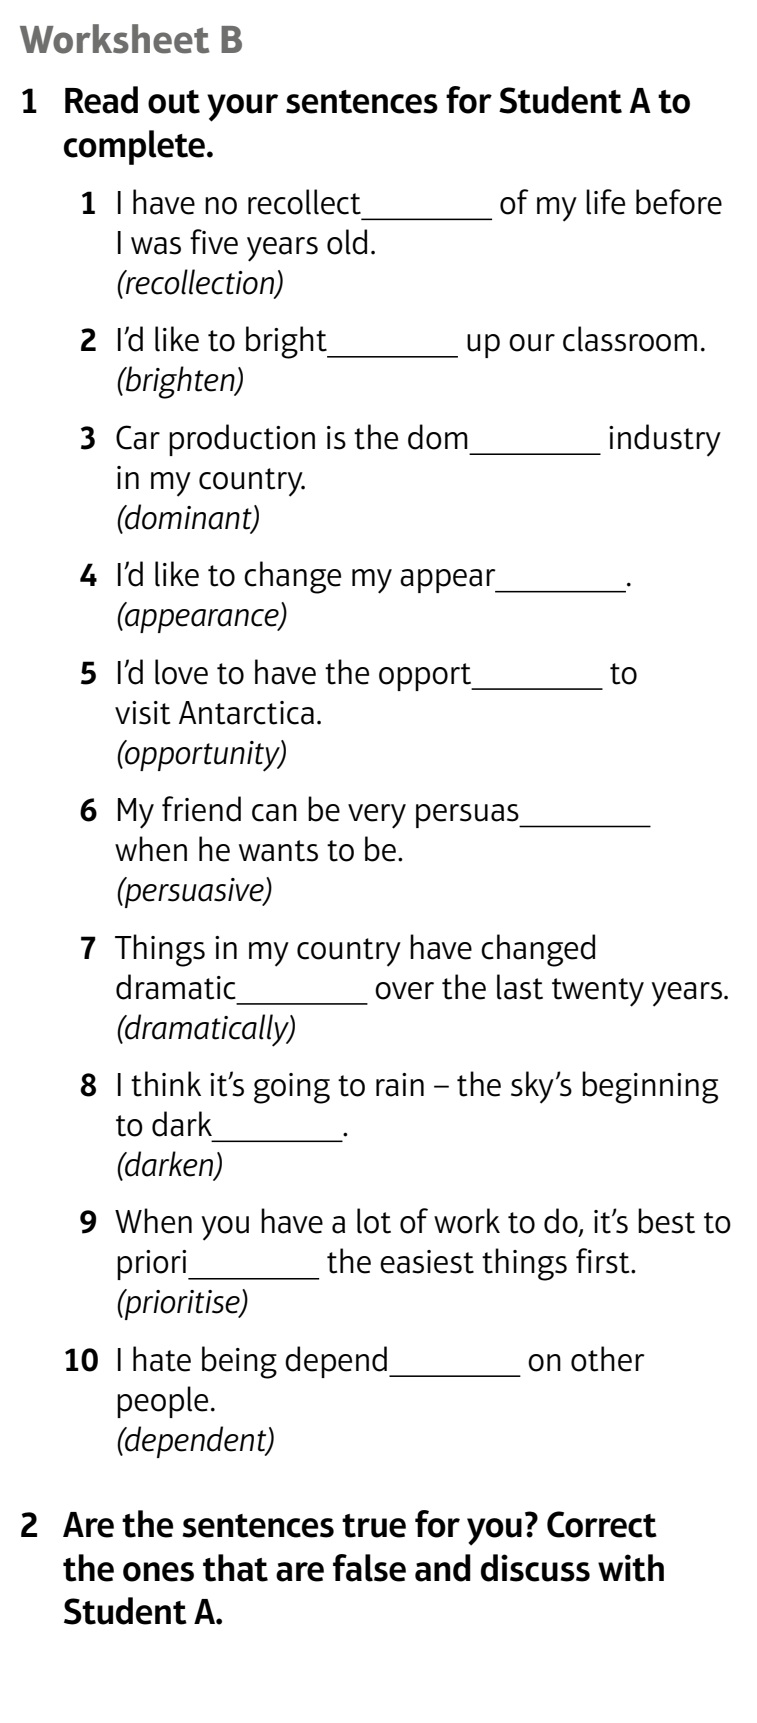 Worksheet B
1 Read out your sentences for Student A to
complete.
1 I have no recollect________ of my life before
I was five years old.
(recollection)
2 I’d like to bright________ up our classroom.
(brighten)
3 Car production is the dom________ industry
in my country.
(dominant)
4 I’d like to change my appear________.
(appearance)
5 I’d love to have the opport________ to
visit Antarctica.
(opportunity)
6 My friend can be very persuas________
when he wants to be.
(persuasive)
7 Things in my country have changed
dramatic________ over the last twenty years.
(dramatically)
8 I think it’s going to rain – the sky’s beginning
to dark________.
(darken)
9 When you have a lot of work to do, it’s best to
priori________ the easiest things first.
(prioritise)
10 I hate being depend________ on other
people.
(dependent)
2 Are the sentences true for you? Correct
the ones that are false and discuss with
Student A.